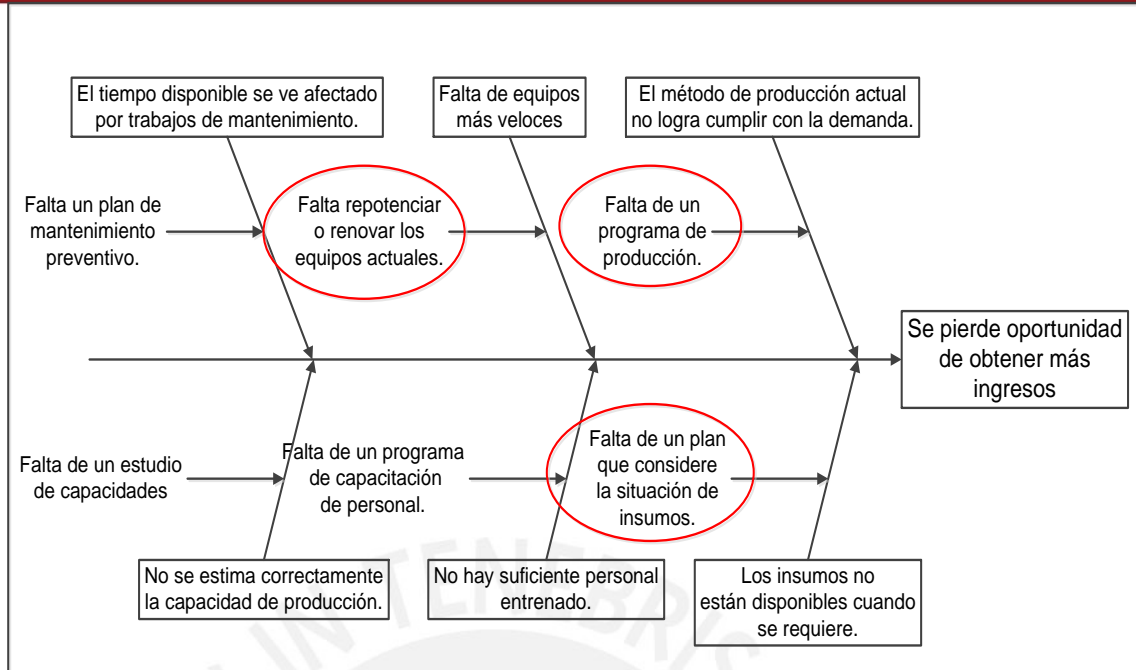 El tiempo disponible se ve afectado
por trabajos de mantenimiento.
Falta de equipos
más veloces
El método de producción actual
no logra cumplir con la demanda.
Falta un plan de
mantenimiento
preventivo.
Falta repotenciar
o renovar los
equipos actuales.
Falta de un
programa de
producción.
Se pierde oportunidad
de obtener más
ingresos
Falta de un estudio
de capacidades
Falta de un programa
de capacitación
de personal.
Falta de un plan
que considere
la situación de
insumos.
No se estima correctamente
la capacidad de producción.
No hay suficiente personal
entrenado.
Los insumos no
están disponibles cuando
se requiere.
IN TENEBRIS